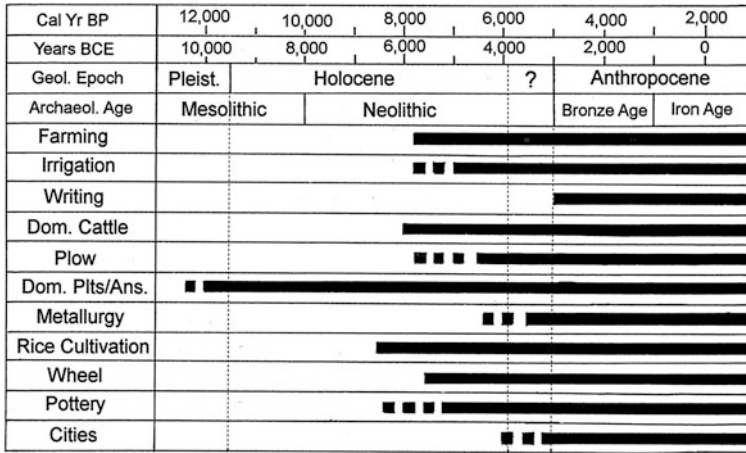 Cal Yr BP 12,000 10,000 8,000 6,000 4,000 2,000
Years BCE 10,000 8,000 6,000 4,000 2,000 0
Geol. Epoch Pleist. Holocene ? Anthropocene
Archaeol. Age Mesolithic Neolithic Bronze Age Iron Age
Farming
Irrigation
Writing
Dom. Cattle
Plow
Dom. Plts/Ans.
Metallurgy
Rice Cultivation
Wheel
Pottery
Cities